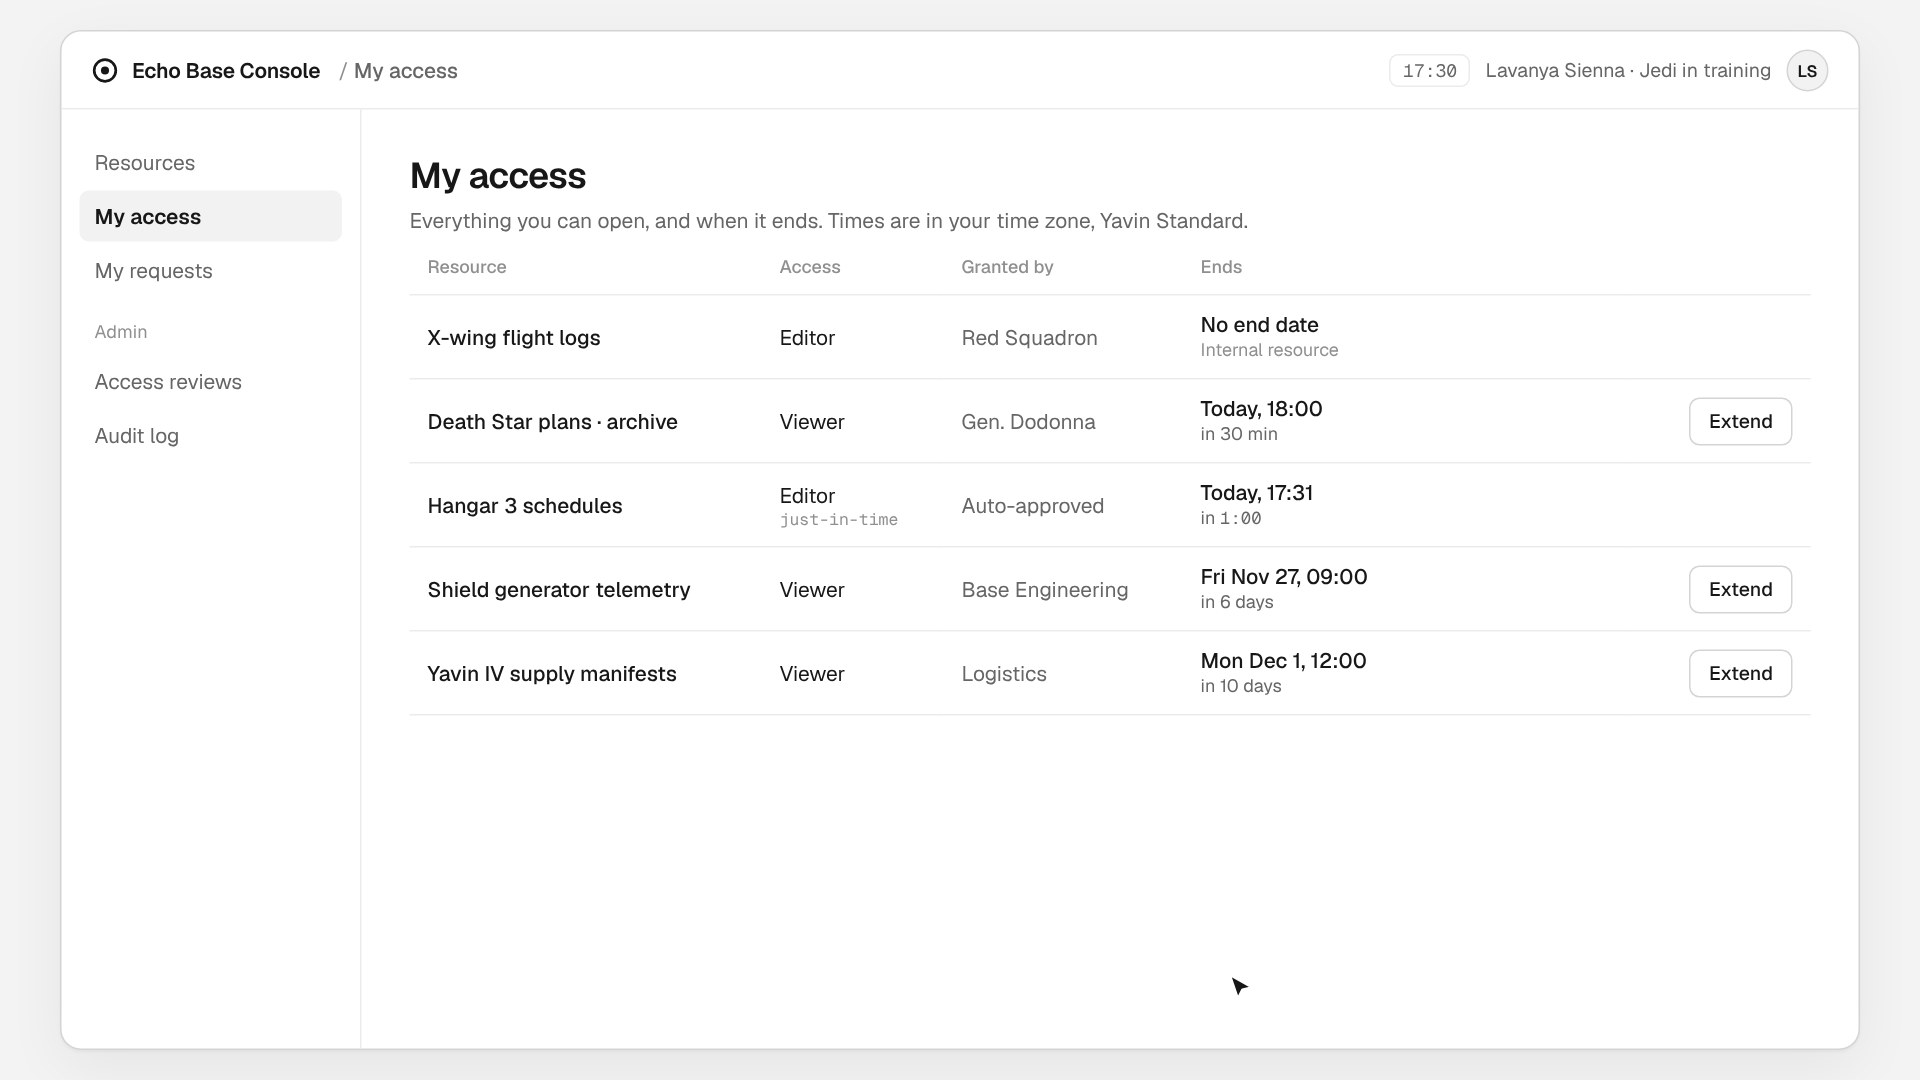 Echo Base Console / My access
17:30
Lavanya Sienna · Jedi in training
LS
Resources
My access
My requests
Admin
Access reviews
Audit log
My access
Everything you can open, and when it ends. Times are in your time zone, Yavin Standard.
Resource Access Granted by Ends
X-wing flight logs Editor Red Squadron No end date
Internal resource
Death Star plans · archive Viewer Gen. Dodonna Today, 18:00
in 30 min
Extend
Hangar 3 schedules Editor
just-in-time
Auto-approved Today, 17:31
in 1:00
Shield generator telemetry Viewer Base Engineering Fri Nov 27, 09:00
in 6 days
Extend
Yavin IV supply manifests Viewer Logistics Mon Dec 1, 12:00
in 10 days
Extend